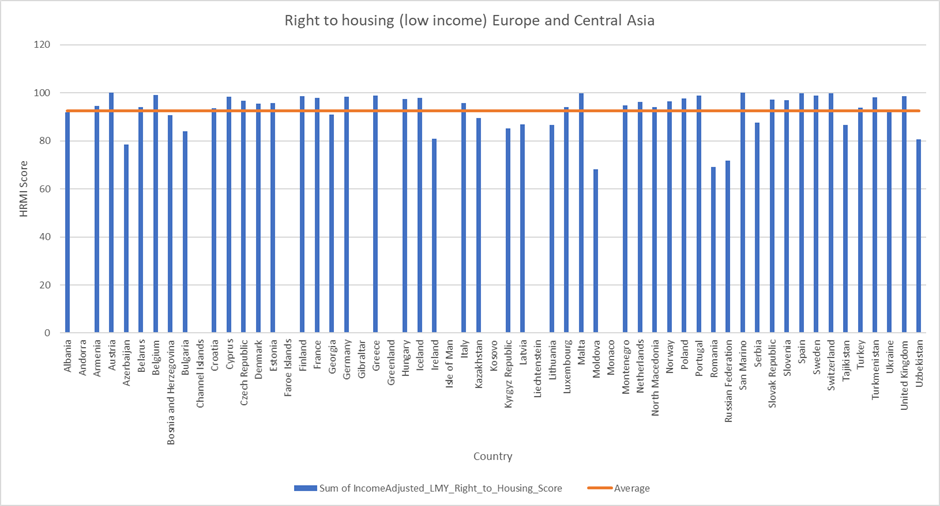 Right to housing (low income) Europe and Central Asia
120
100
80
60
40
20
0
HRMI Score
Albania
Andorra
Armenia
Austria
Azerbaijan
Belarus
Belgium
Bosnia and Herzegovina
Bulgaria
Channel Islands
Croatia
Cyprus
Czech Republic
Denmark
Estonia
Faroe Islands
Finland
France
Georgia
Germany
Gibraltar
Greece
Greenland
Hungary
Iceland
Ireland
Isle of Man
Italy
Kazakhstan
Kosovo
Kyrgyz Republic
Latvia
Liechtenstein
Lithuania
Luxembourg
Malta
Moldova
Monaco
Montenegro
Netherlands
North Macedonia
Norway
Poland
Portugal
Romania
Russian Federation
San Marino
Serbia
Slovak Republic
Slovenia
Spain
Sweden
Switzerland
Tajikistan
Turkey
Turkmenistan
Ukraine
United Kingdom
Uzbekistan
Country
Sum of IncomeAdjusted_LMY_Right_to_Housing_Score
Average